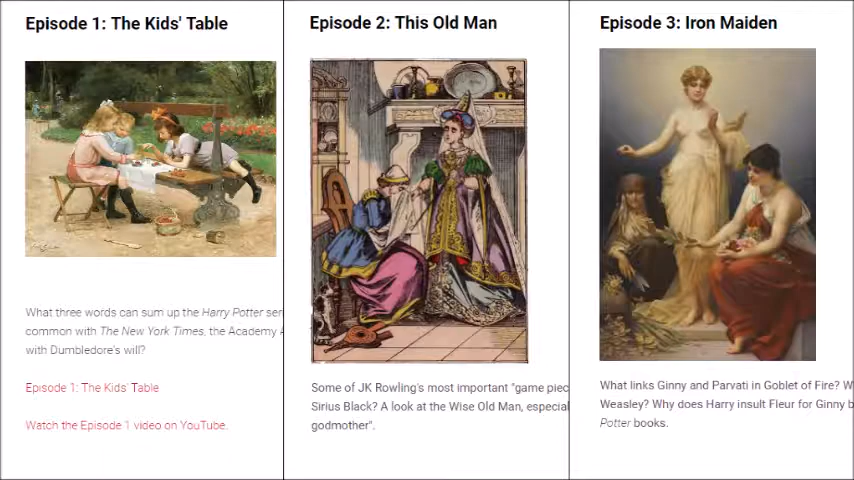 Episode 1: The Kids' Table
What three words can sum up the Harry Potter ser
common with The New York Times, the Academy
with Dumbledore's will?
Episode 1: The Kids' Table
Watch the Episode 1 video on YouTube.
Episode 2: This Old Man
Some of JK Rowling's most important "game piec
Sirius Black? A look at the Wise Old Man, especial
godmother".
Episode 3: Iron Maiden
What links Ginny and Parvati in Goblet of Fire? W
Weasley? Why does Harry insult Fleur for Ginny b
Potter books.